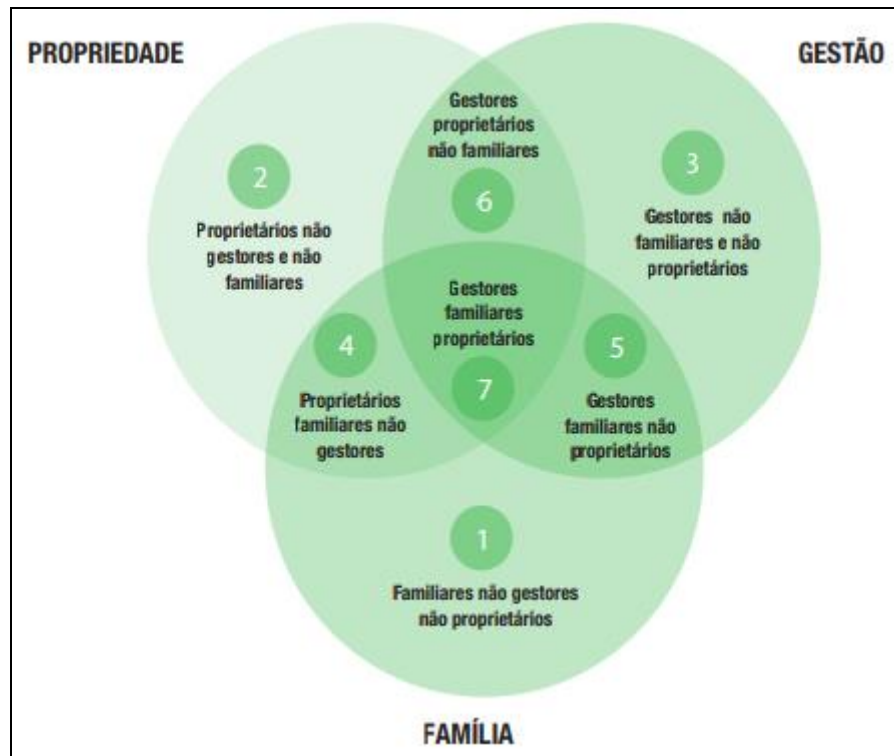 PROPRIEDADE
GESTÃO
Gestores
proprietários
não familiares
6
2
Proprietários não
gestores e não
familiares
3
Gestores não
familiares e não
proprietários
Gestores
familiares
proprietários
7
4
Proprietários
familiares não
gestores
5
Gestores
familiares não
proprietários
1
Familiares não gestores
não proprietários
FAMÍLIA